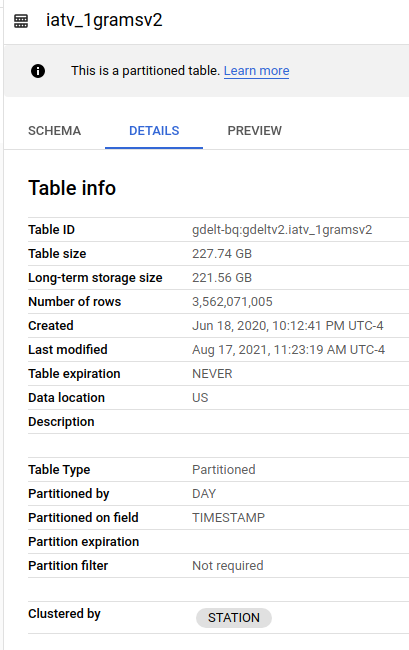 iatv_1gramsv2
This is a partitioned table. Learn more
SCHEMA DETAILS PREVIEW
Table info
Table ID gdelt-bq:gdeltv2.iatv_1gramsv2
Table size 227.74 GB
Long-term storage size 221.56 GB
Number of rows 3,562,071,005
Created Jun 18, 2020, 10:12:41 PM UTC-4
Last modified Aug 17, 2021, 11:23:19 AM UTC-4
Table expiration NEVER
Data location US
Description
Table Type Partitioned
Partitioned by DAY
Partitioned on field TIMESTAMP
Partition expiration
Partition filter Not required
Clustered by STATION